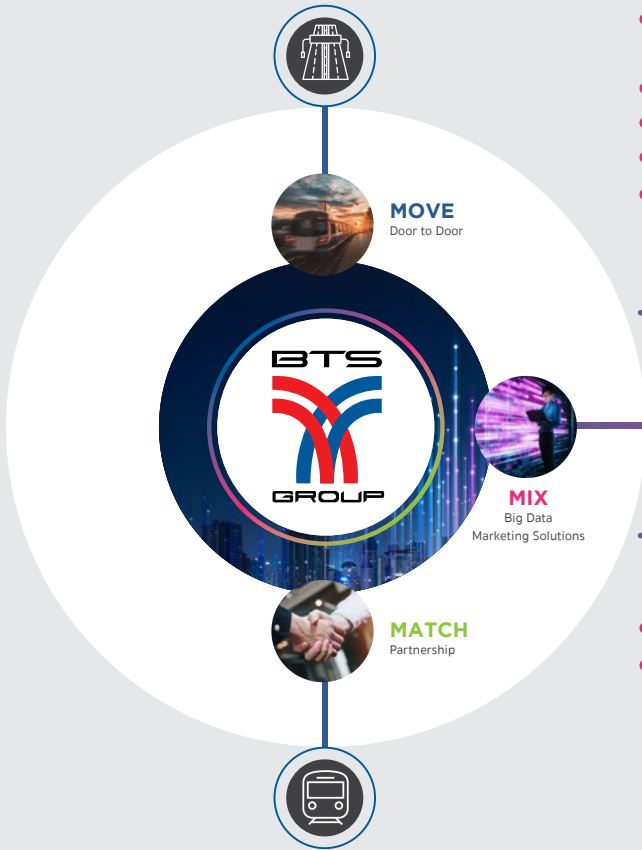 MOVE
Door to Door
BTS
GROUP
MIX
Big Data
Marketing Solutions
MATCH
Partnership